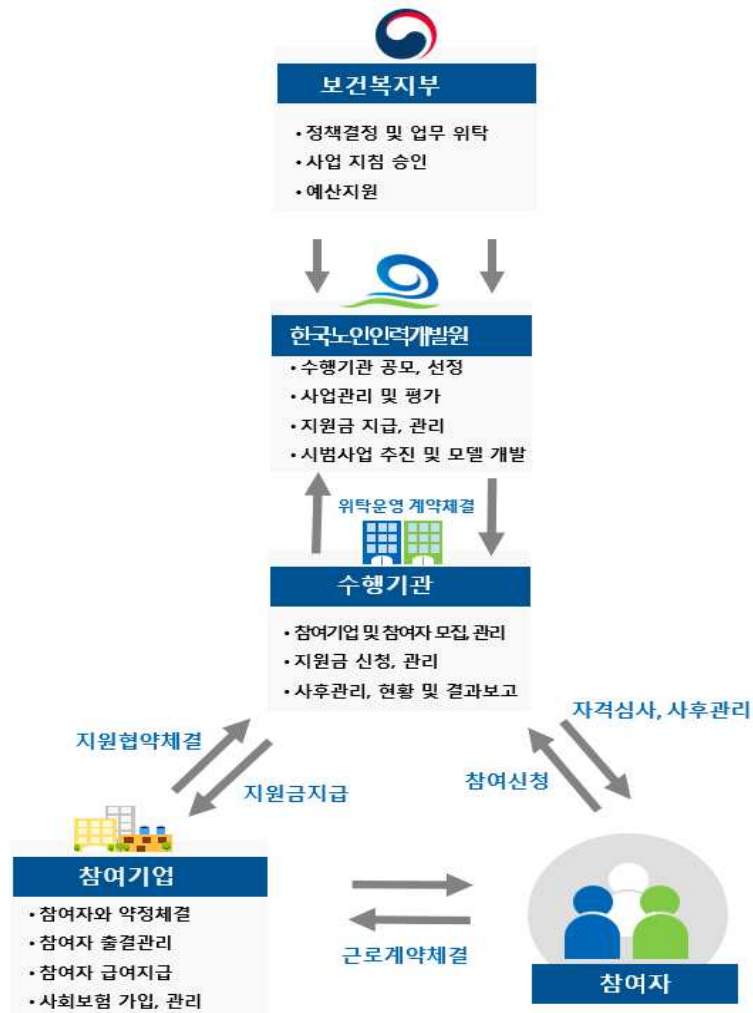 보건복지부
• 정책결정 및 업무 위탁
• 사업 지침 승인
• 예산지원
한국노인인력개발원
• 수행기관 공모, 선정
• 사업관리 및 평가
• 지원금 지급, 관리
• 시범사업 추진 및 모델 개발
위탁운영 계약체결
수행기관
• 참여기업 및 참여자 모집, 관리
• 지원금 신청, 관리
• 사후관리, 현황 및 결과보고
자격심사, 사후관리
지원협약체결
참여신청
지원금지급
참여기업
• 참여자와 약정체결
• 참여자 출결관리
• 참여자 급여지급
• 사회보험 가입, 관리
근로계약체결
참여자